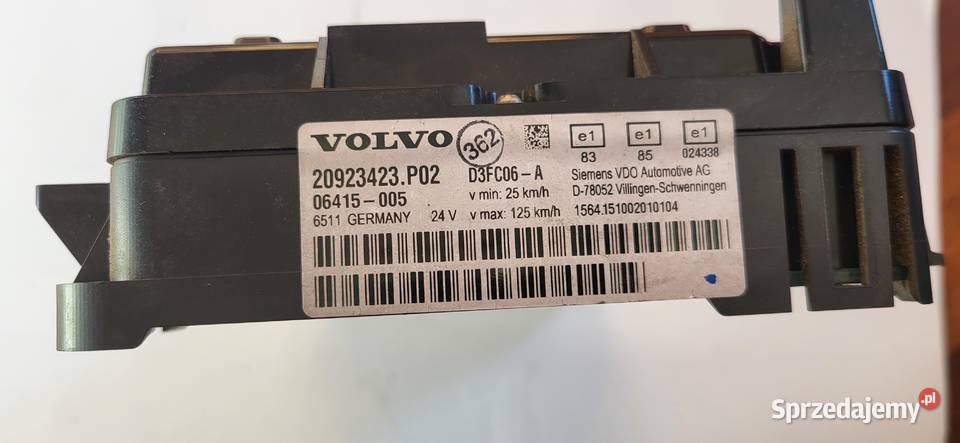 VOLVO
362
20923423.P02
06415-005
6511 GERMANY 24 V
D3FC06-A
v min: 25 km/h
v max: 125 km/h
e1 e1 e1
83 85 024338
Siemens VDO Automotive AG
D-78052 Villingen-Schwenningen
1564.151002010104
Sprzedajemy.pl